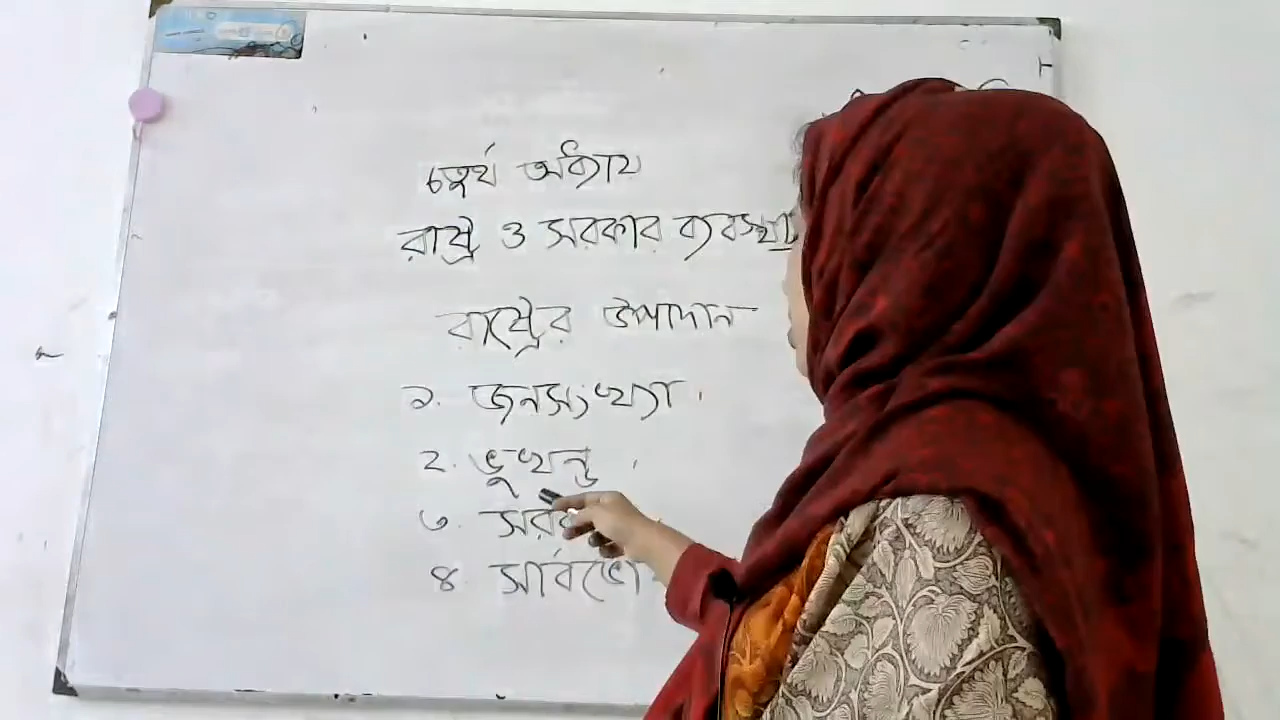 চতুর্থ অধ্যায়
রাষ্ট্র ও সরকার ব্যবস্থা
রাষ্ট্রের উপাদান
১. জনসংখ্যা
২. ভূখন্ড
৩.
৪.